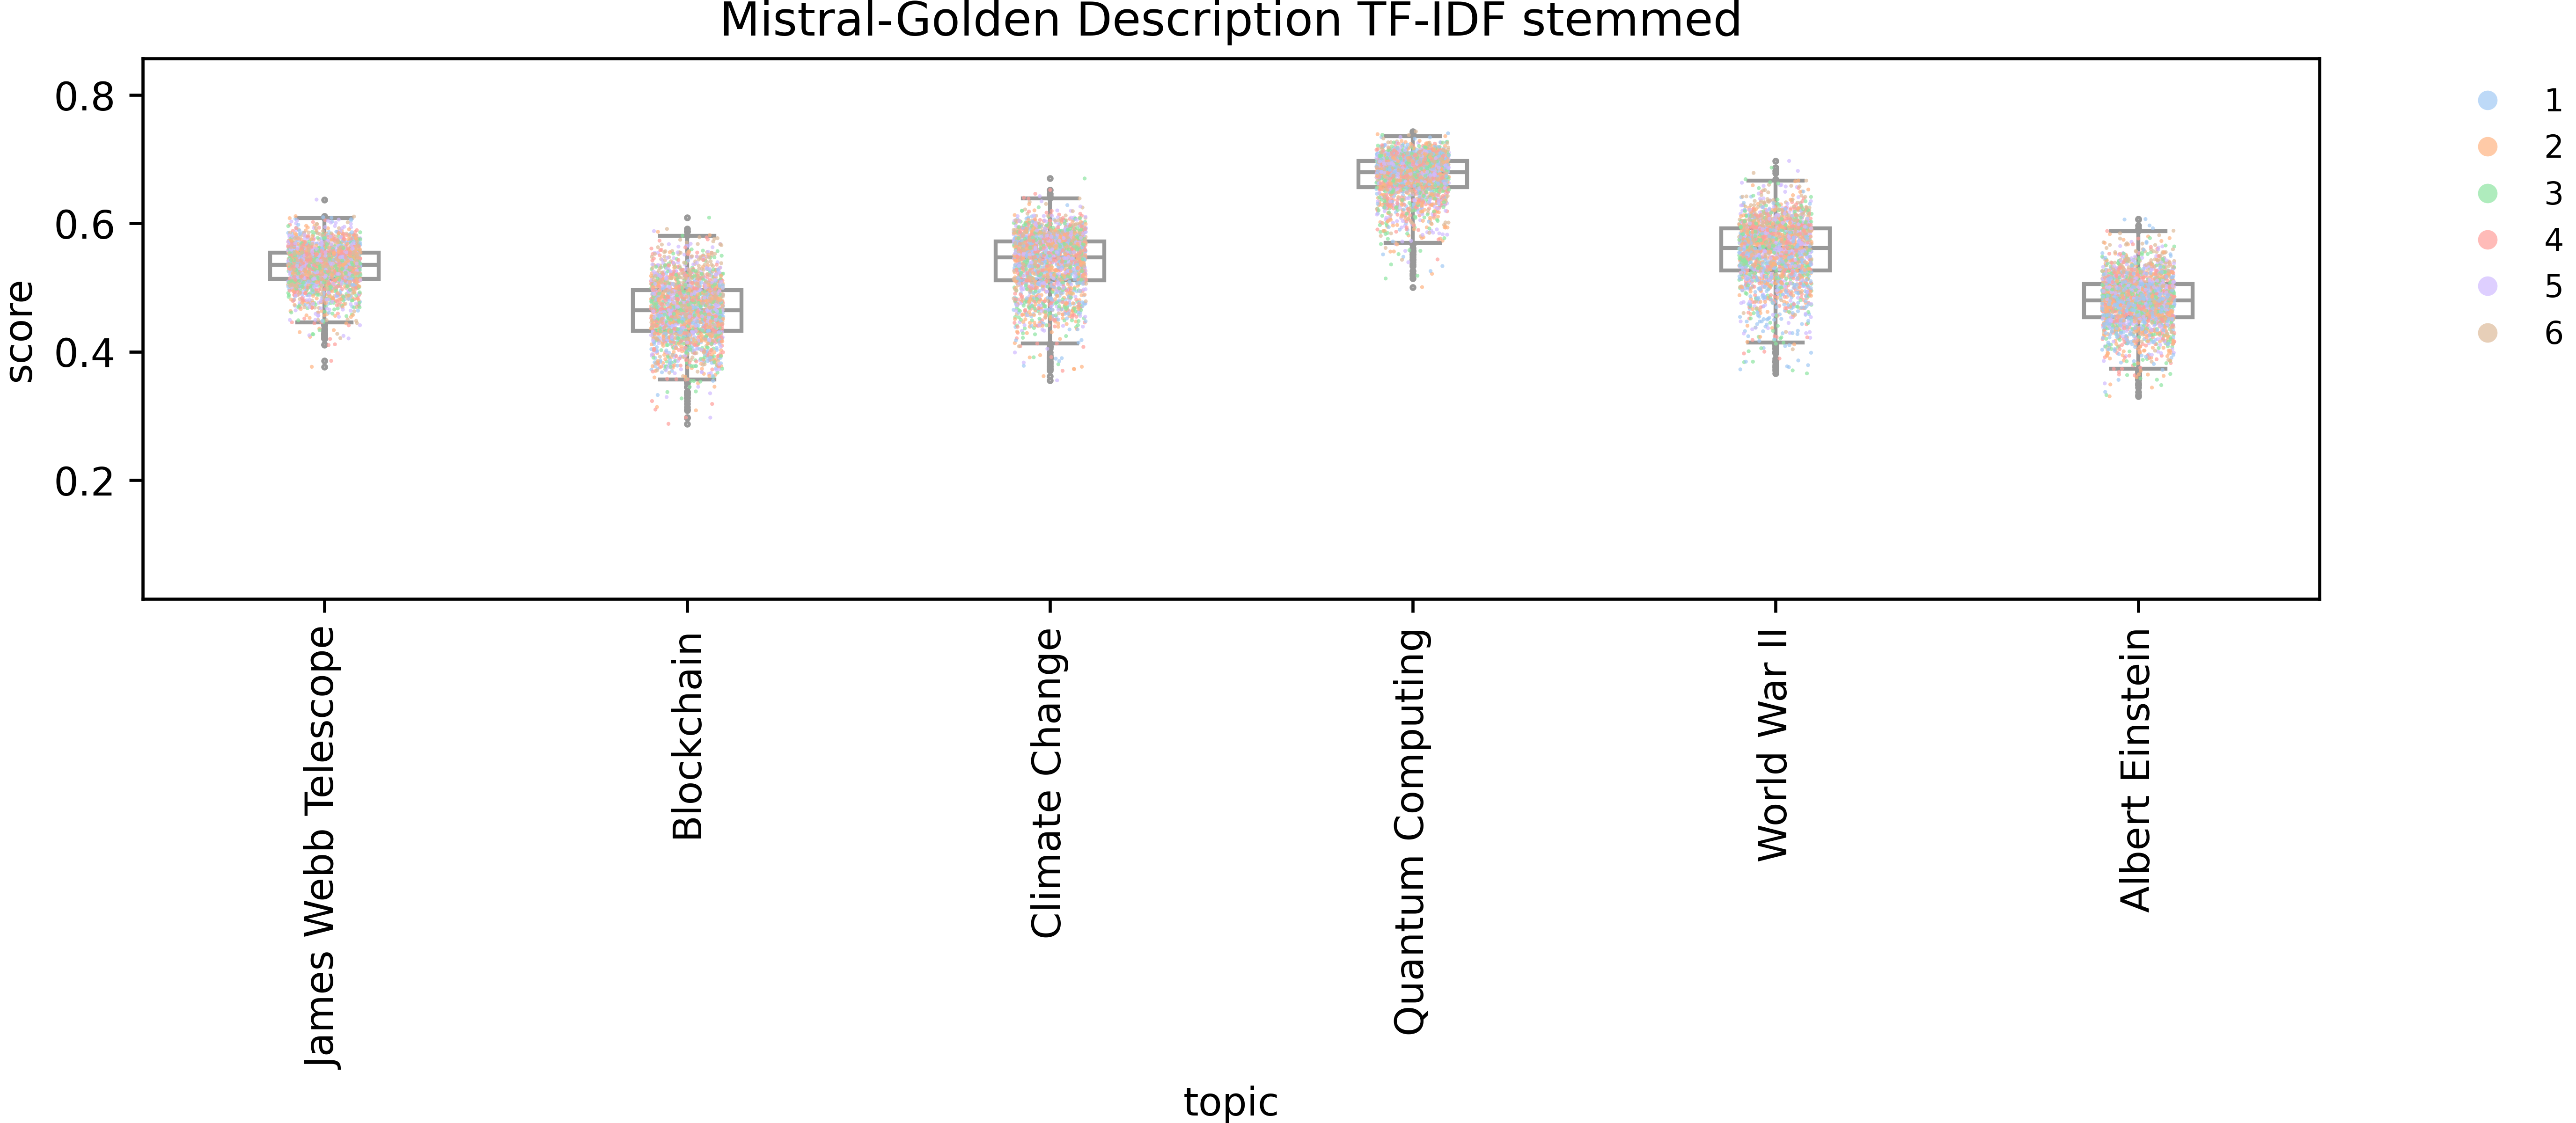 Mistral-Golden Description TF-IDF stemmed
score
0.8
0.6
0.4
0.2
James Webb Telescope
Blockchain
Climate Change
Quantum Computing
World War II
Albert Einstein
topic
1
2
3
4
5
6